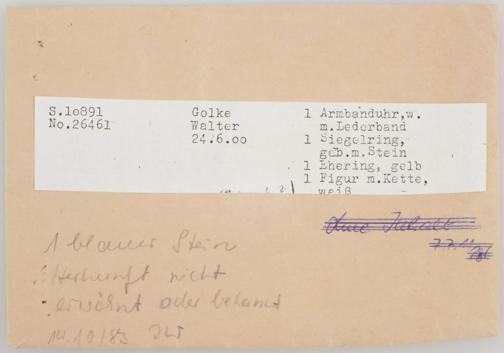 S.10891 Golke 1 Armbanduhr,w.
No.26461 Walter m.Lederband
24.6.00 1 Siegelring,
geb.m.Stein
1 Ehering, gelb
1 Figur m.Kette,
weiß
Ohne Inhalt
1 blauer Stein
Herkunft nicht
erwähnt oder bekannt
14.10/83